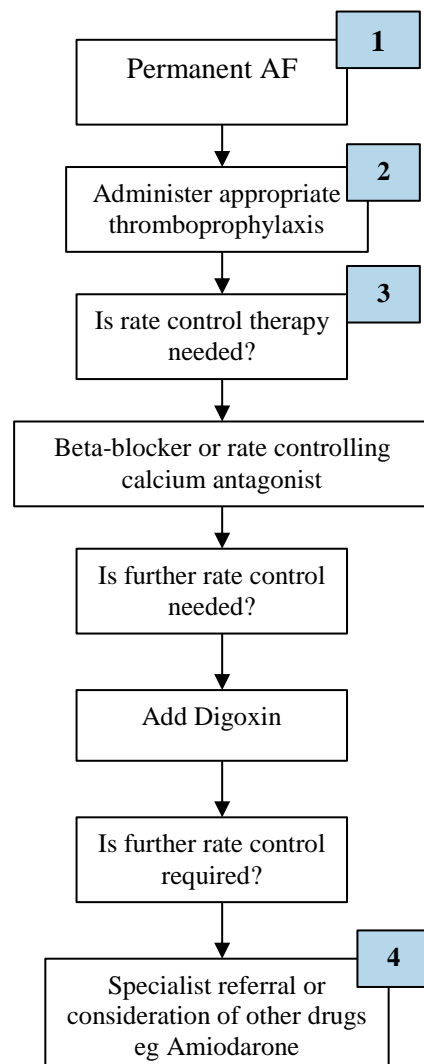 1
Permanent AF
2
Administer appropriate
thromboprophylaxis
3
Is rate control therapy
needed?
Beta-blocker or rate controlling
calcium antagonist
Is further rate control
needed?
Add Digoxin
Is further rate control
required?
4
Specialist referral or
consideration of other drugs
eg Amiodarone